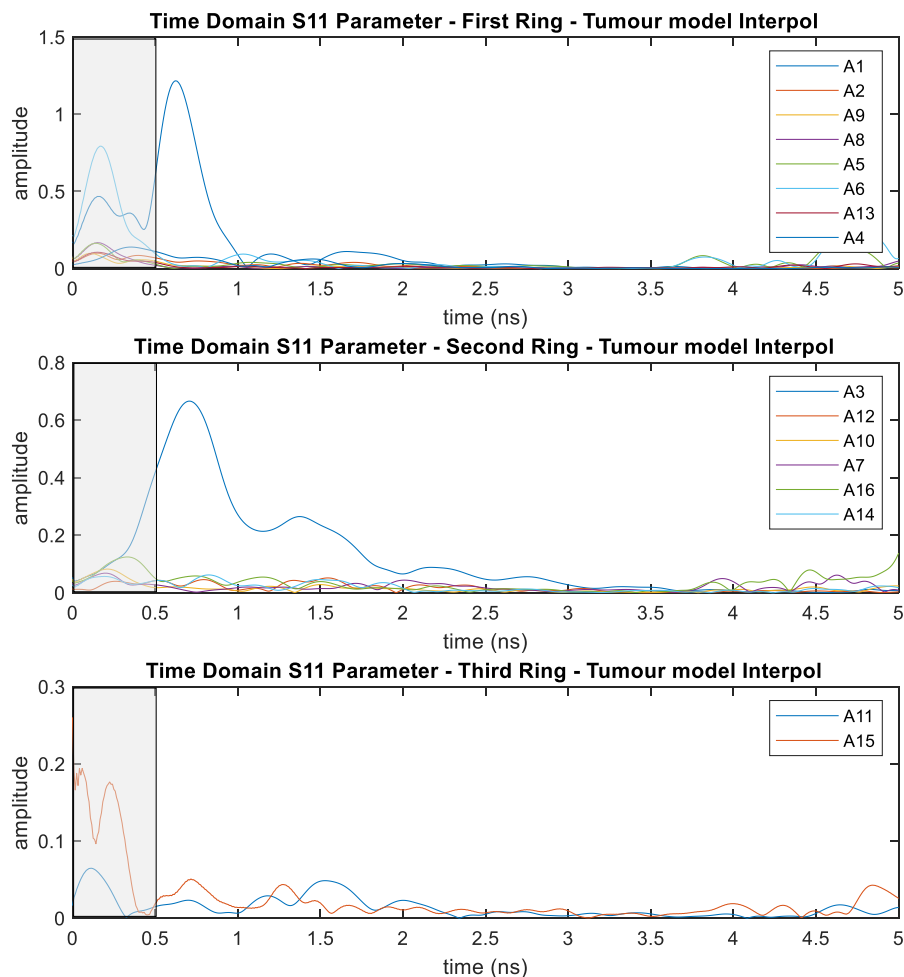 Time Domain S11 Parameter - First Ring - Tumour model Interpol
1.5
1
0.5
0
amplitude
A1
A2
A9
A8
A5
A6
A13
A4
0 0.5 1 1.5 2 2.5 3 3.5 4 4.5 5
time (ns)
Time Domain S11 Parameter - Second Ring - Tumour model Interpol
0.8
0.6
0.4
0.2
0
amplitude
A3
A12
A10
A7
A16
A14
0 0.5 1 1.5 2 2.5 3 3.5 4 4.5 5
time (ns)
Time Domain S11 Parameter - Third Ring - Tumour model Interpol
0.3
0.2
0.1
0
amplitude
A11
A15
0 0.5 1 1.5 2 2.5 3 3.5 4 4.5 5
time (ns)